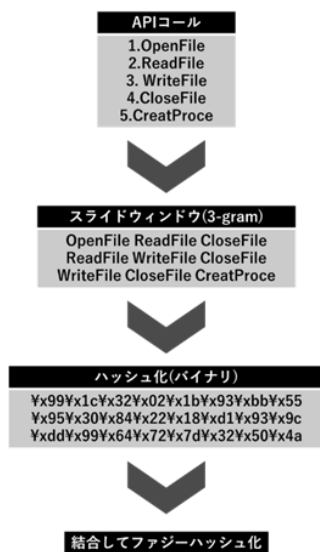 APIコール
1.OpenFile
2.ReadFile
3. WriteFile
4.CloseFile
5.CreatProce
スライドウィンドウ(3-gram)
OpenFile ReadFile CloseFile
ReadFile WriteFile CloseFile
WriteFile CloseFile CreatProce
ハッシュ化(バイナリ)
¥x99¥x1c¥x32¥x02¥x1b¥x93¥xbb¥x55
¥x95¥x30¥x84¥x22¥x18¥xd1¥x93¥x9c
¥xdd¥x99¥x64¥x72¥x7d¥x32¥x50¥x4a
結合してファジーハッシュ化